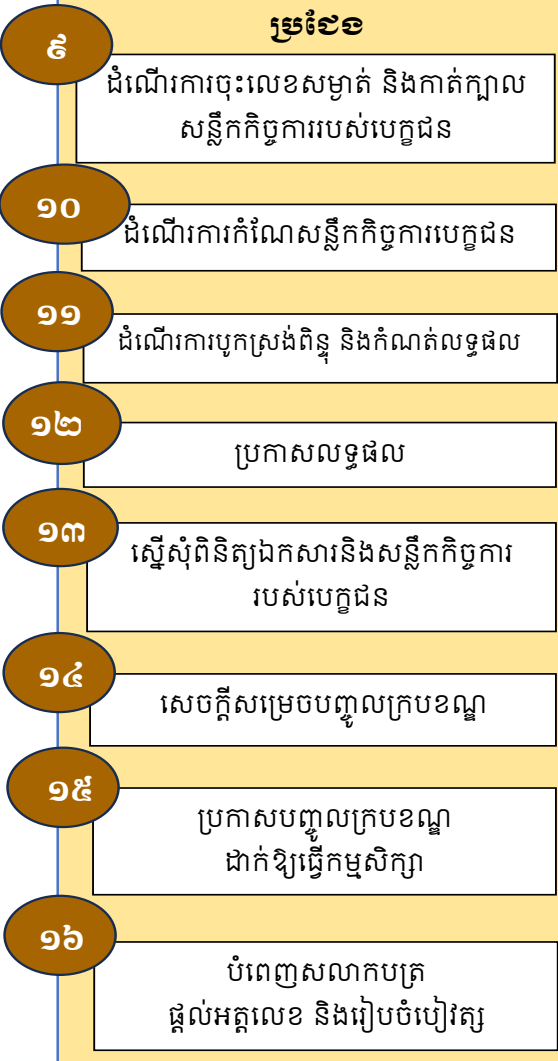 ប្រជែង
៩
ដំណើរការចុះលេខសម្ងាត់ និងកាត់ក្បាល
សន្លឹកកិច្ចការរបស់បេក្ខជន
១០
ដំណើរការកំណែសន្លឹកកិច្ចការបេក្ខជន
១១
ដំណើរការបូកស្រង់ពិន្ទុ និងកំណត់លទ្ធផល
១២
ប្រកាសលទ្ធផល
១៣
ស្នើសុំពិនិត្យឯកសារនិងសន្លឹកកិច្ចការ
របស់បេក្ខជន
១៤
សេចក្តីសម្រេចបញ្ចូលក្របខណ្ឌ
១៥
ប្រកាសបញ្ចូលក្របខណ្ឌ
ដាក់ឱ្យធ្វើកម្មសិក្សា
១៦
បំពេញសលាកបត្រ
ផ្តល់អត្តលេខ និងរៀបចំបៀវត្ស